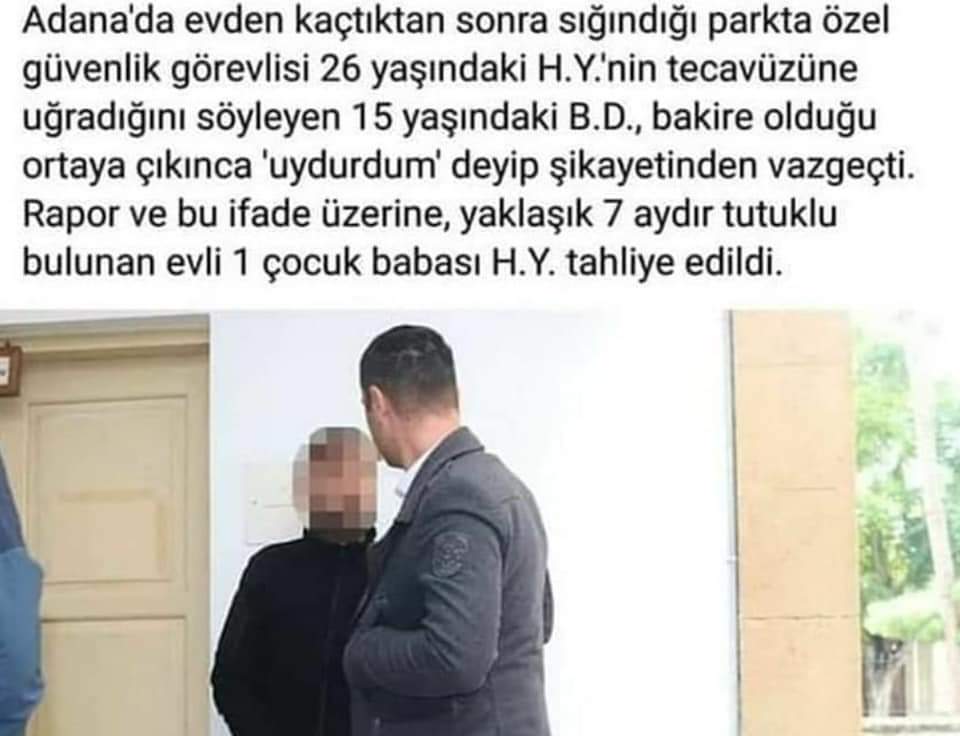 Adana'da evden kaçtıktan sonra sığındığı parkta özel
güvenlik görevlisi 26 yaşındaki H.Y.'nin tecavüzüne
uğradığını söyleyen 15 yaşındaki B.D., bakire olduğu
ortaya çıkınca 'uydurdum' deyip şikayetinden vazgeçti.
Rapor ve bu ifade üzerine, yaklaşık 7 aydır tutuklu
bulunan evli 1 çocuk babası H.Y. tahliye edildi.